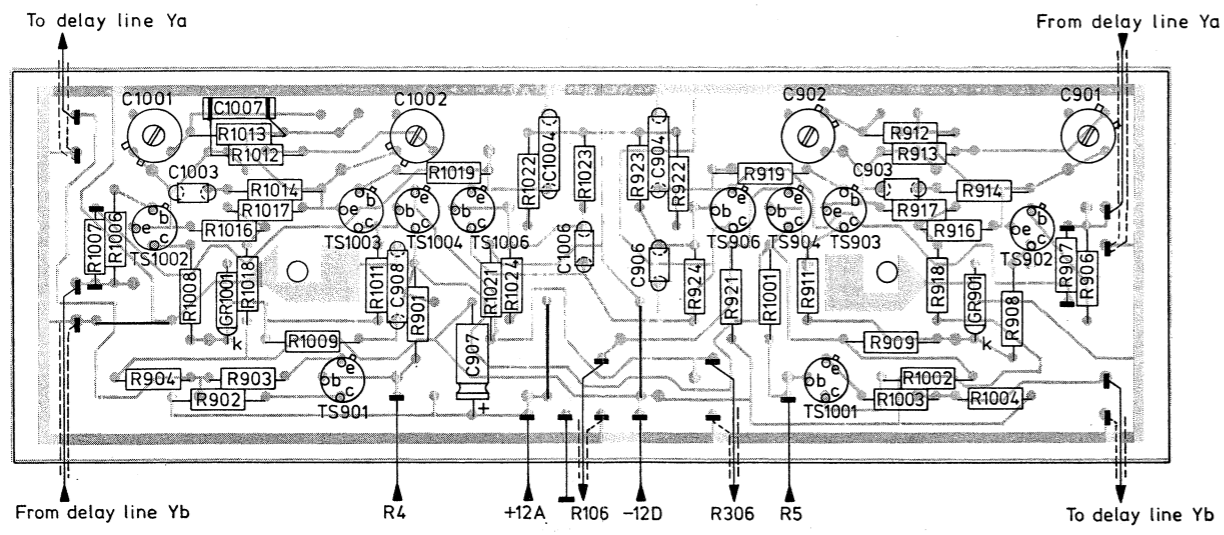 To delay line Ya
From delay line Ya
C1001
C1007
C1002
C902
C901
R1013
R1012
C1003
R1014
R1017
R1016
R1019
R1022
C1004
R1023
R923
C904
R922
R919
R912
R913
C903
R914
R917
R916
R1007
R1006
b
e
c
TS1002
b
e
c
TS1003
b
e
c
TS1004
b
e
c
TS1006
C1006
C906
b
e
c
TS906
b
e
c
TS904
b
e
c
TS903
b
e
c
TS902
R907
R906
R1008
GR1001
k
R1018
R1011
C908
R901
R1021
R1024
R924
R921
R1001
R911
R918
GR901
k
R908
R1009
C907
+
R909
R904
R903
R902
e
b
c
TS901
e
b
c
TS1001
R1002
R1003
R1004
From delay line Yb
R4
+12A
R106
-12D
R306
R5
To delay line Yb